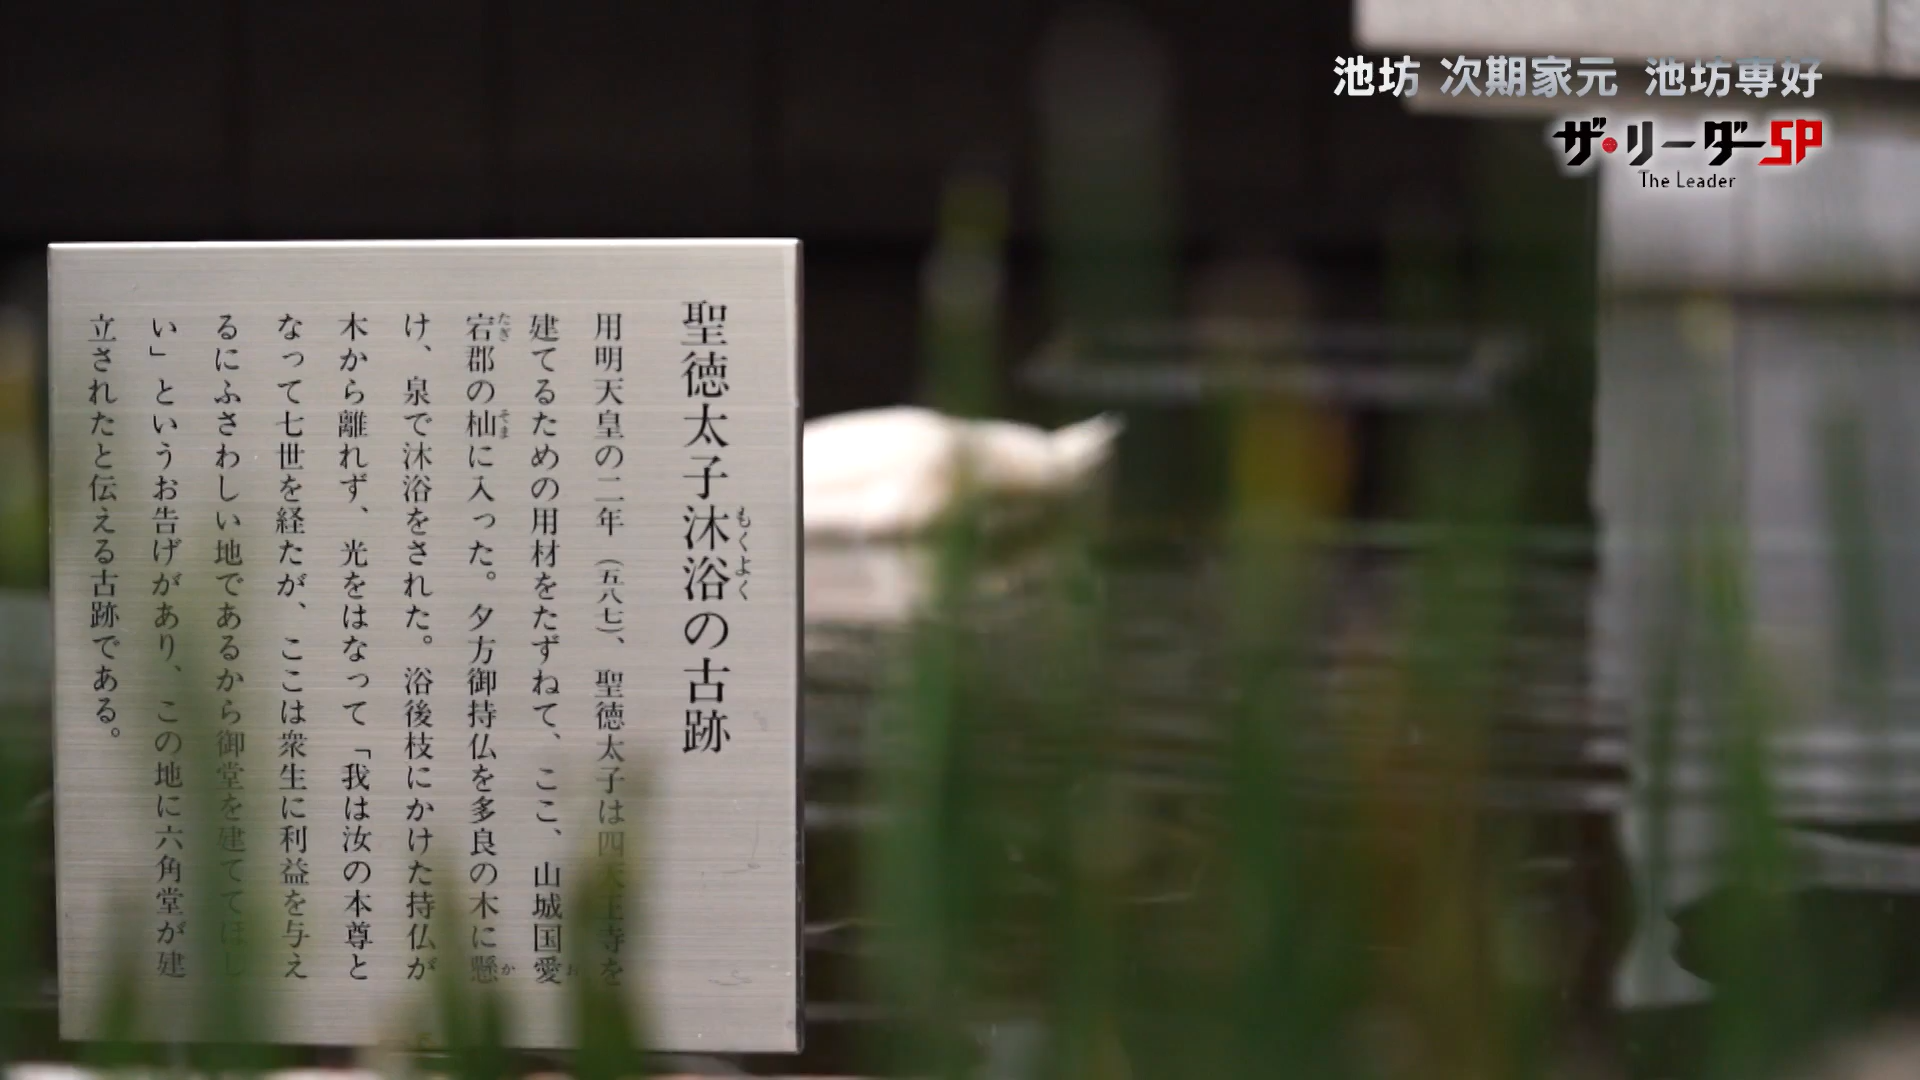 池坊 次期家元 池坊専好
ザ・リーダーSP
The Leader
聖徳太子沐浴の古跡
もくよく
用明天皇の二年（五八七）、聖徳太子は四天王寺を
建てるための用材をたずねて、ここ、山城国愛
お
宕郡の杣に入った。夕方御持仏を多良の木に懸
たぎ
そま
か
け、泉で沐浴をされた。浴後枝にかけた持仏が
木から離れず、光をはなって「我は汝の本尊と
なって七世を経たが、ここは衆生に利益を与え
るにふさわしい地であるから御堂を建ててほし
い」というお告げがあり、この地に六角堂が建
立されたと伝える古跡である。